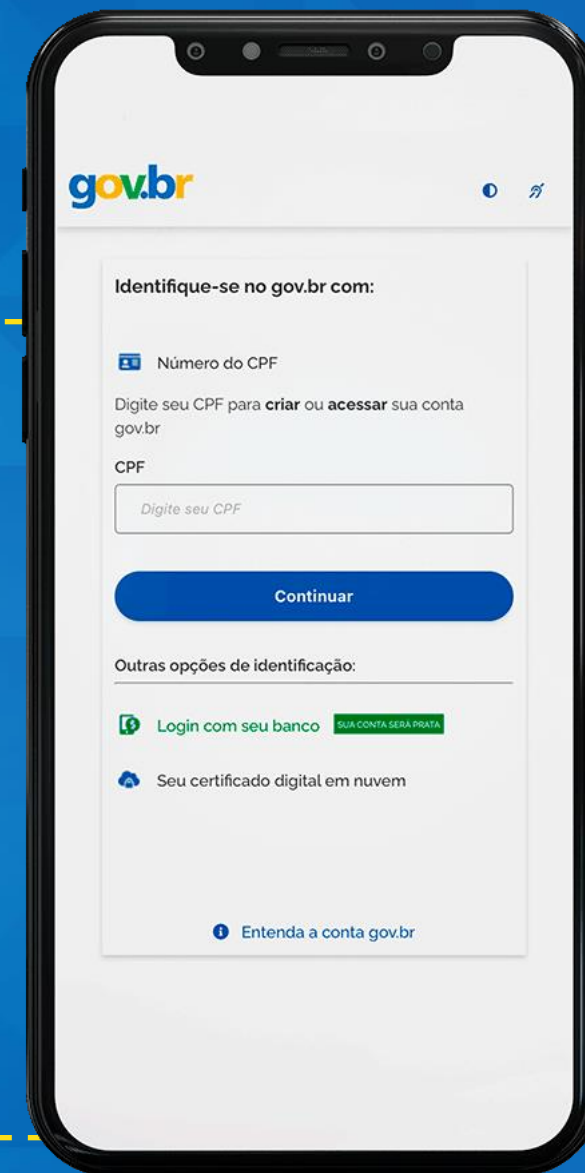 gov.br
Identifique-se no gov.br com:
Número do CPF
Digite seu CPF para criar ou acessar sua conta
gov.br
CPF
Digite seu CPF
Continuar
Outras opções de identificação:
Login com seu banco SUA CONTA SERÁ PRATA
Seu certificado digital em nuvem
Entenda a conta gov.br